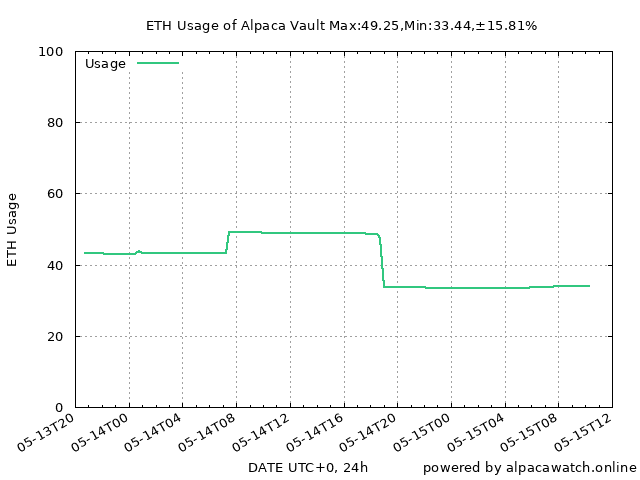 ETH Usage of Alpaca Vault Max:49.25,Min:33.44,±15.81%
100
80
60
40
20
0
ETH Usage
Usage
05-13T20
05-14T00
05-14T04
05-14T08
05-14T12
05-14T16
05-14T20
05-15T00
05-15T04
05-15T08
05-15T12
DATE UTC+0, 24h
powered by alpacawatch.online